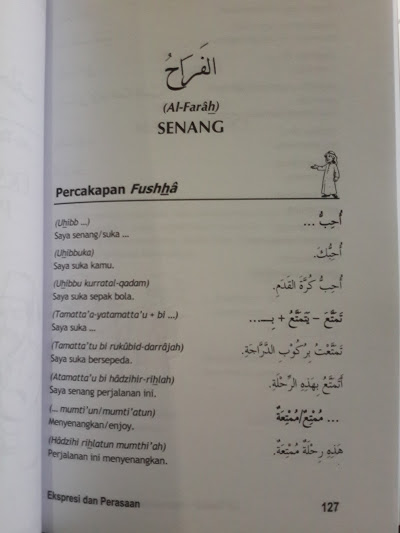 الفَرَاحُ
(Al-Farâh)
SENANG
Percakapan Fushhâ
(Uhibb ...)
أُحِبُّ ...
Saya senang/suka ...
(Uhibbuka)
أُحِبُّكَ.
Saya suka kamu.
(Uhibbu kurratal-qadam)
أُحِبُّ كُرَّةَ القَدَمِ.
Saya suka sepak bola.
(Tamatta'a-yatamatta'u + bi ...)
تَمَتَّعَ – يَتَمَتَّعُ + بِـــ...
Saya suka ...
(Tamatta'tu bi rukûbid-darrâjah)
تَمَتَّعْتُ بِرُكُوبِ الدَّرَّاجَةِ.
Saya suka bersepeda.
(Atamatta'u bi hâdzihir-rihlah)
أَتَمَتَّعُ بِهَذِهِ الرِّحْلَةِ.
Saya senang perjalanan ini.
(... mumti'un/mumti'atun)
... مُمْتِعٌ/مُمْتِعَةٌ
Menyenangkan/enjoy.
(Hâdzihi rihlatun mumthi'ah)
هَذِهِ رِحْلَةٌ مُمْتِعَةٌ.
Perjalanan ini menyenangkan.
Ekspresi dan Perasaan
127